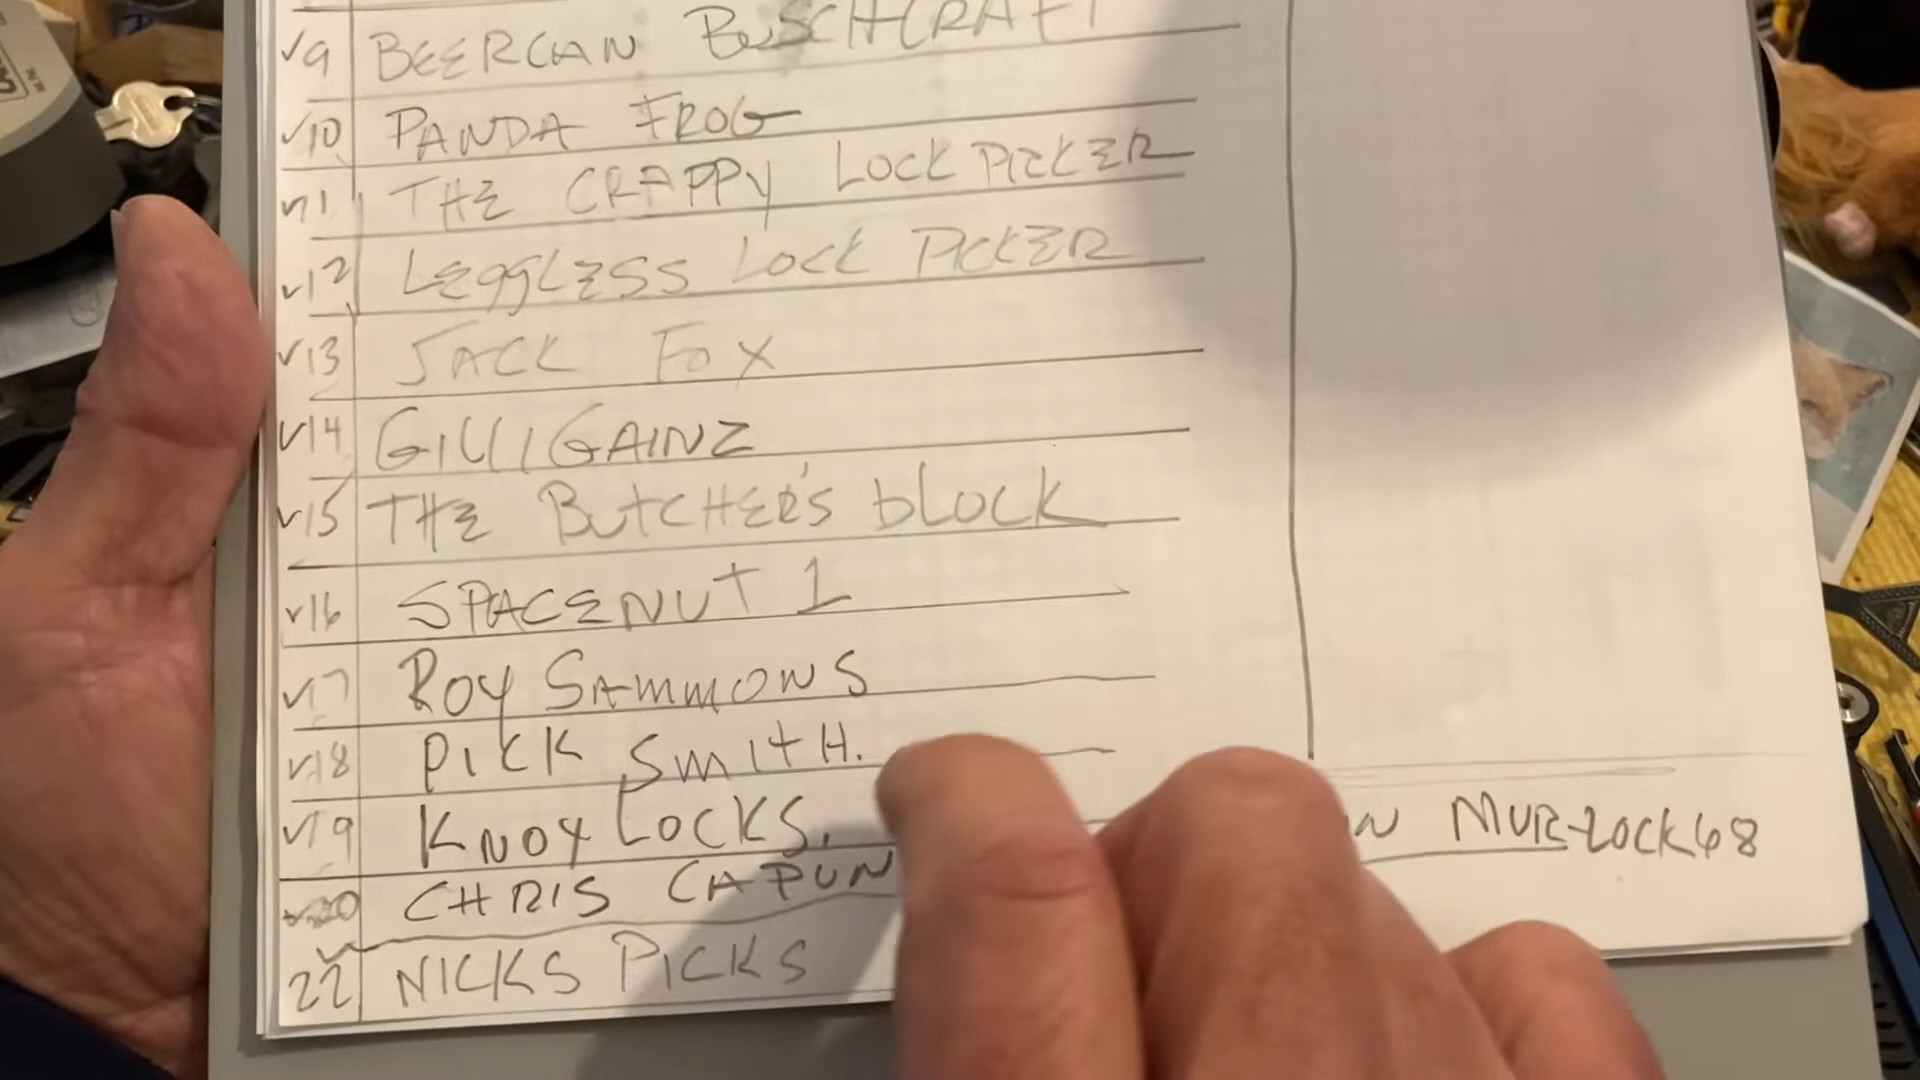 √9 BEERCAN BUSCHCRAFT
√10 PANDA FROG
√11 THE CRAPPY LOCK PICKER
√12 LEGGLESS LOCK PICKER
√13 JACK FOX
√14 GILLIGAINZ
√15 THE BUTCHER'S bLOCK
√16 SPACENUT 1
√17 ROY SAMMONS
√18 PICK SMITH.
√19 KNOX LOCKS.
MUR-LOCK68
√20 CHRIS CAPUN
22 NICKS PICKS